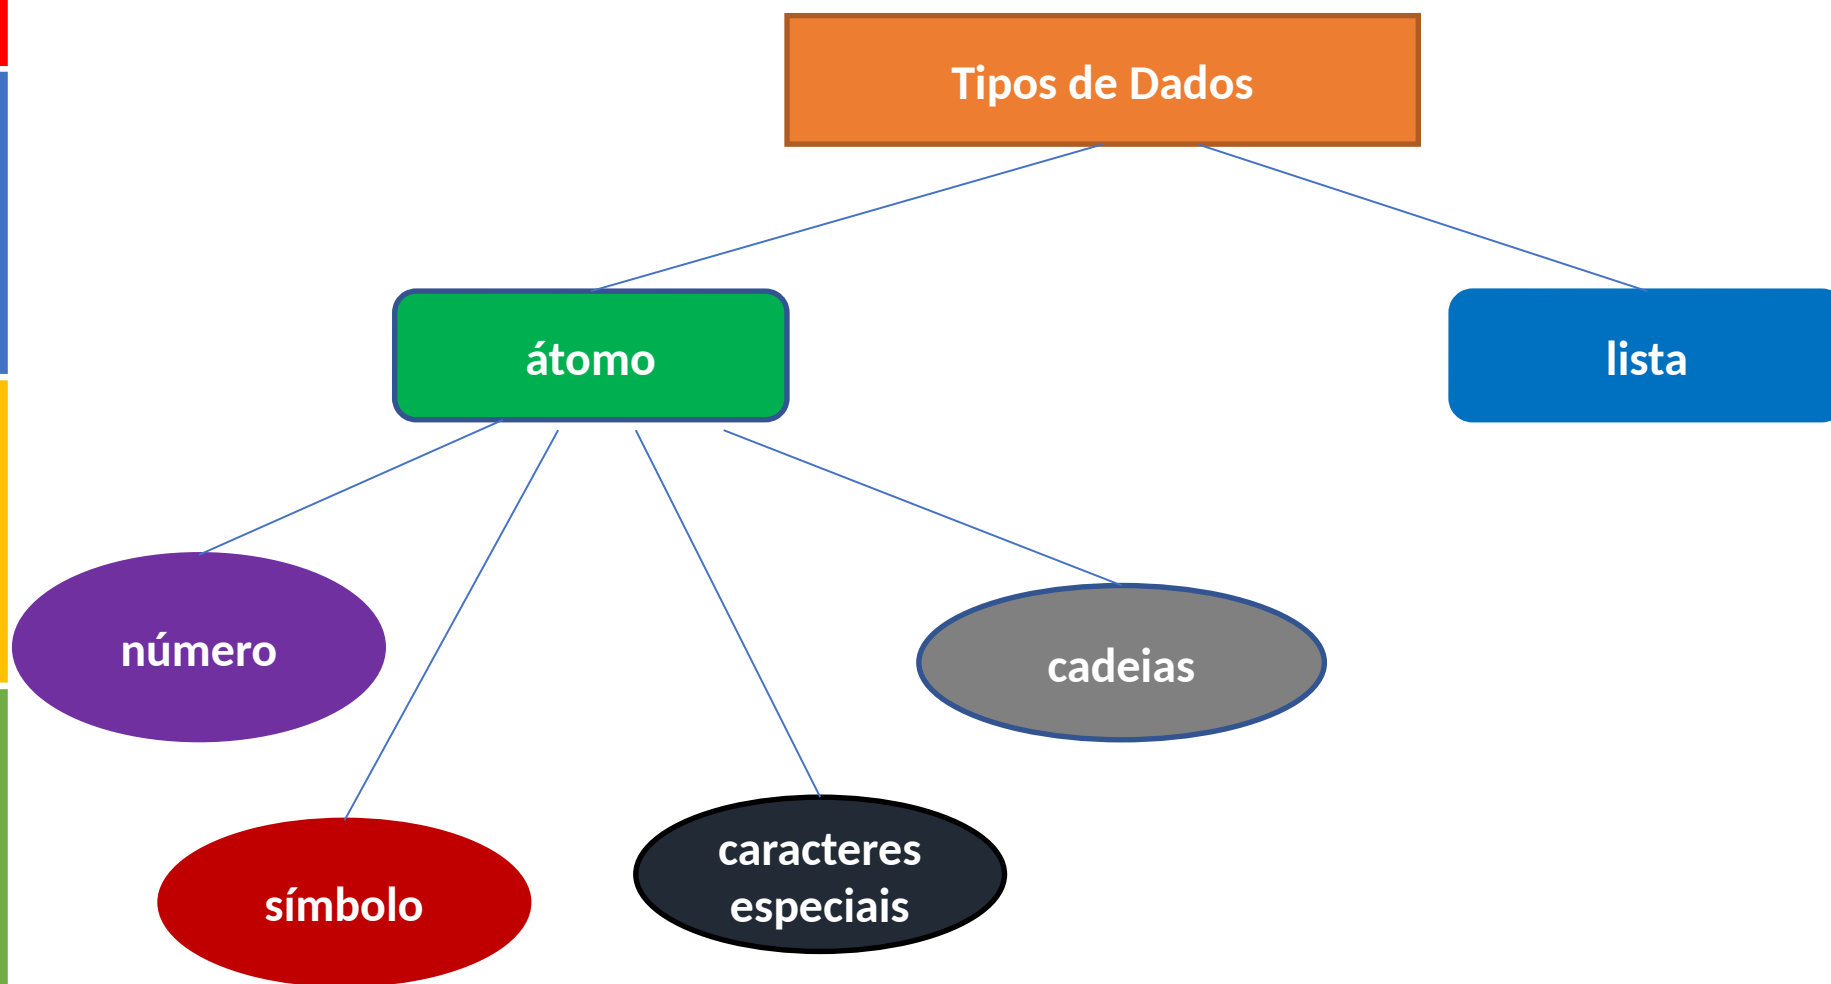 Tipos de Dados
átomo
lista
número
cadeias
símbolo
caracteres
especiais